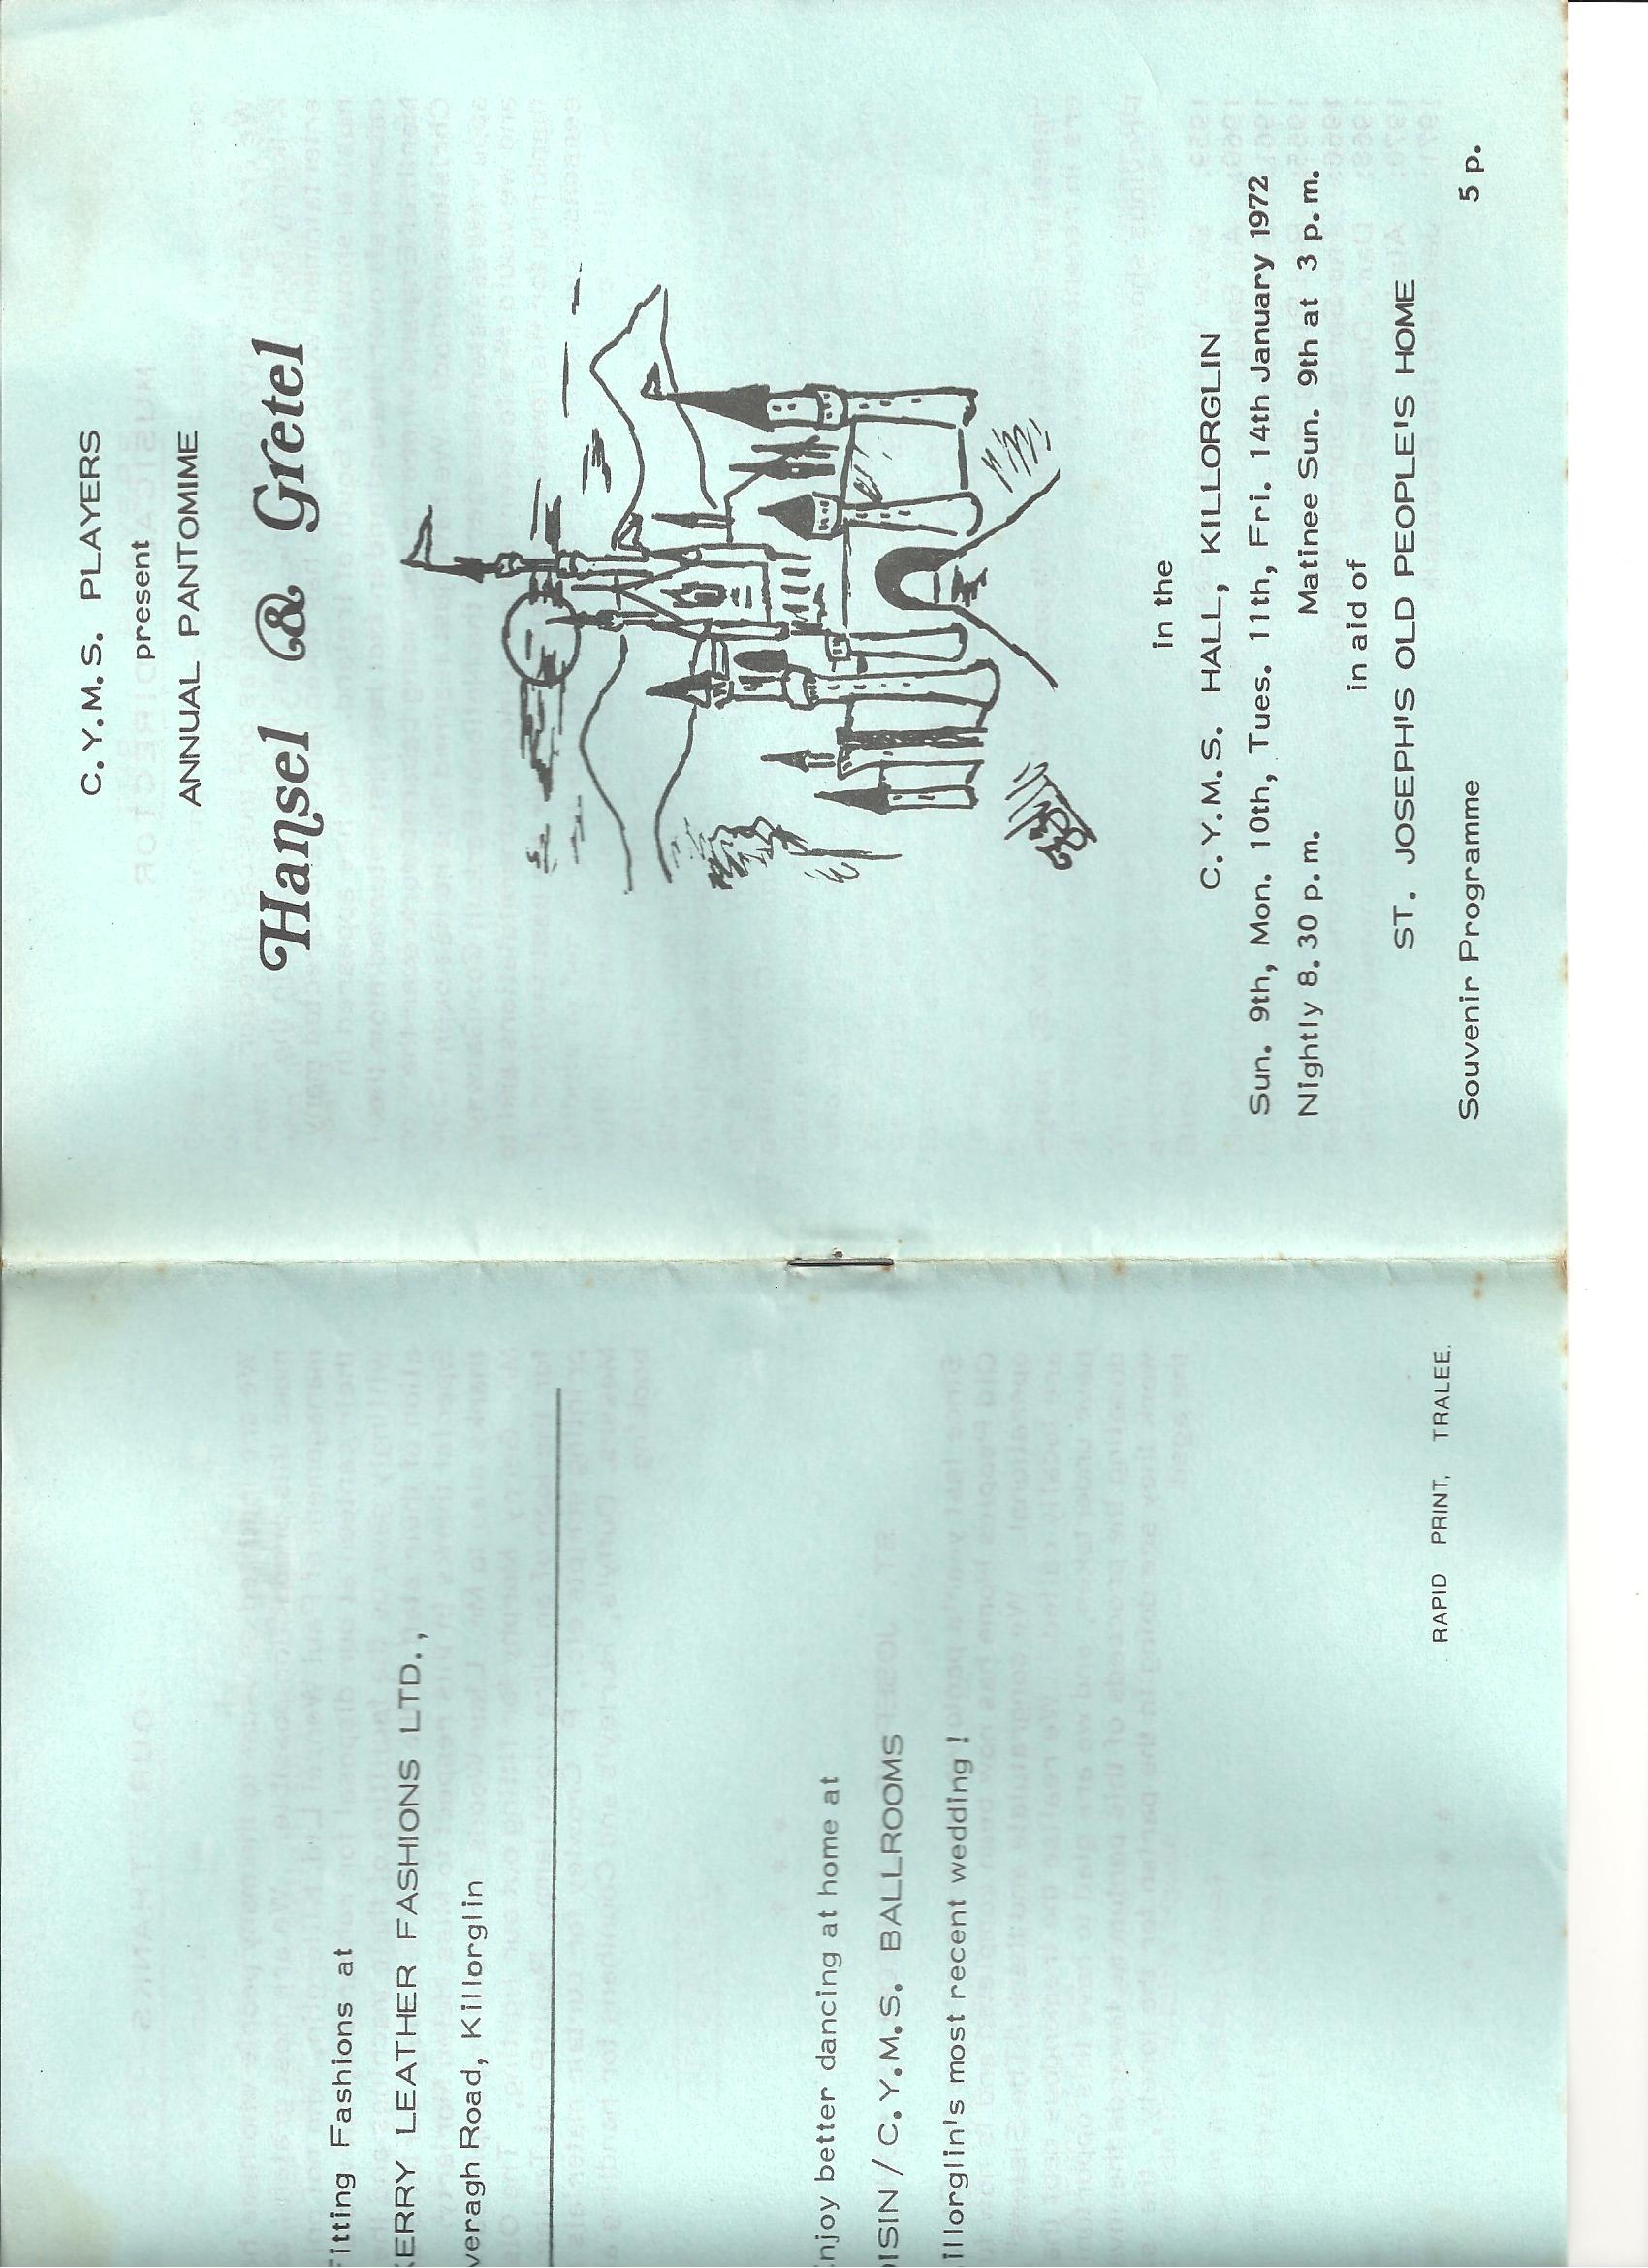 C.Y.M.S. PLAYERS
present
ANNUAL PANTOMIME
Hansel & Gretel
in the
C.Y.M.S. HALL, KILLORGLIN
Sun. 9th, Mon. 10th, Tues. 11th, Fri. 14th January 1972
Nightly 8.30 p.m. Matinee Sun. 9th at 3 p.m.
in aid of
ST. JOSEPH'S OLD PEOPLE'S HOME
Souvenir Programme 5 p.
Fitting Fashions at
KERRY LEATHER FASHIONS LTD.,
veragh Road, Killorglin
njoy better dancing at home at
OISIN / C.Y.M.S. BALLROOMS
illorglin's most recent wedding !
RAPID PRINT, TRALEE.